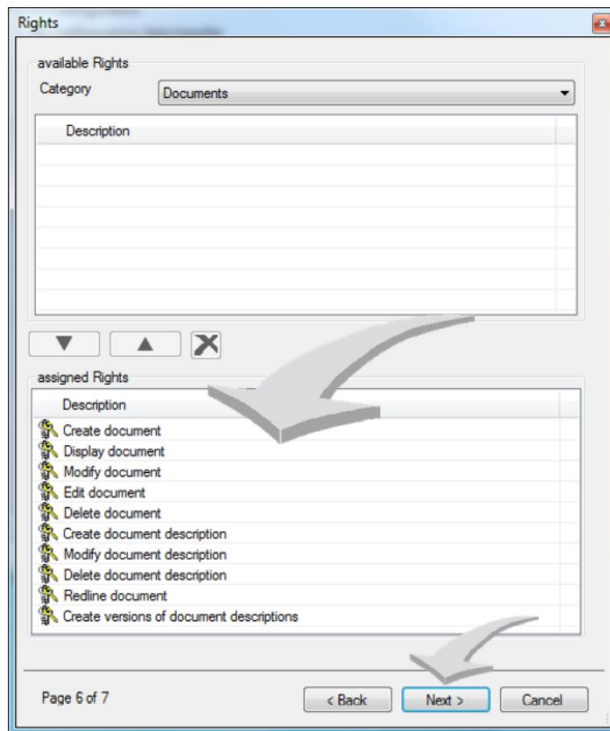 Rights
available Rights
Category
Documents
Description
assigned Rights
Description
Create document
Display document
Modify document
Edit document
Delete document
Create document description
Modify document description
Delete document description
Redline document
Create versions of document descriptions
Page 6 of 7
< Back
Next >
Cancel